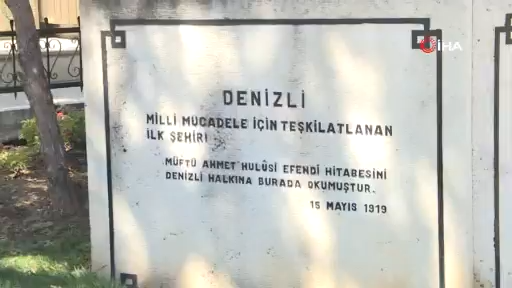 İHA
DENİZLİ
MİLLİ MÜCADELE İÇİN TEŞKİLATLANAN
İLK ŞEHİR
MÜFTÜ AHMET HULÛSİ EFENDİ HİTABESİNİ
DENİZLİ HALKINA BURADA OKUMUŞTUR.
15 MAYIS 1919